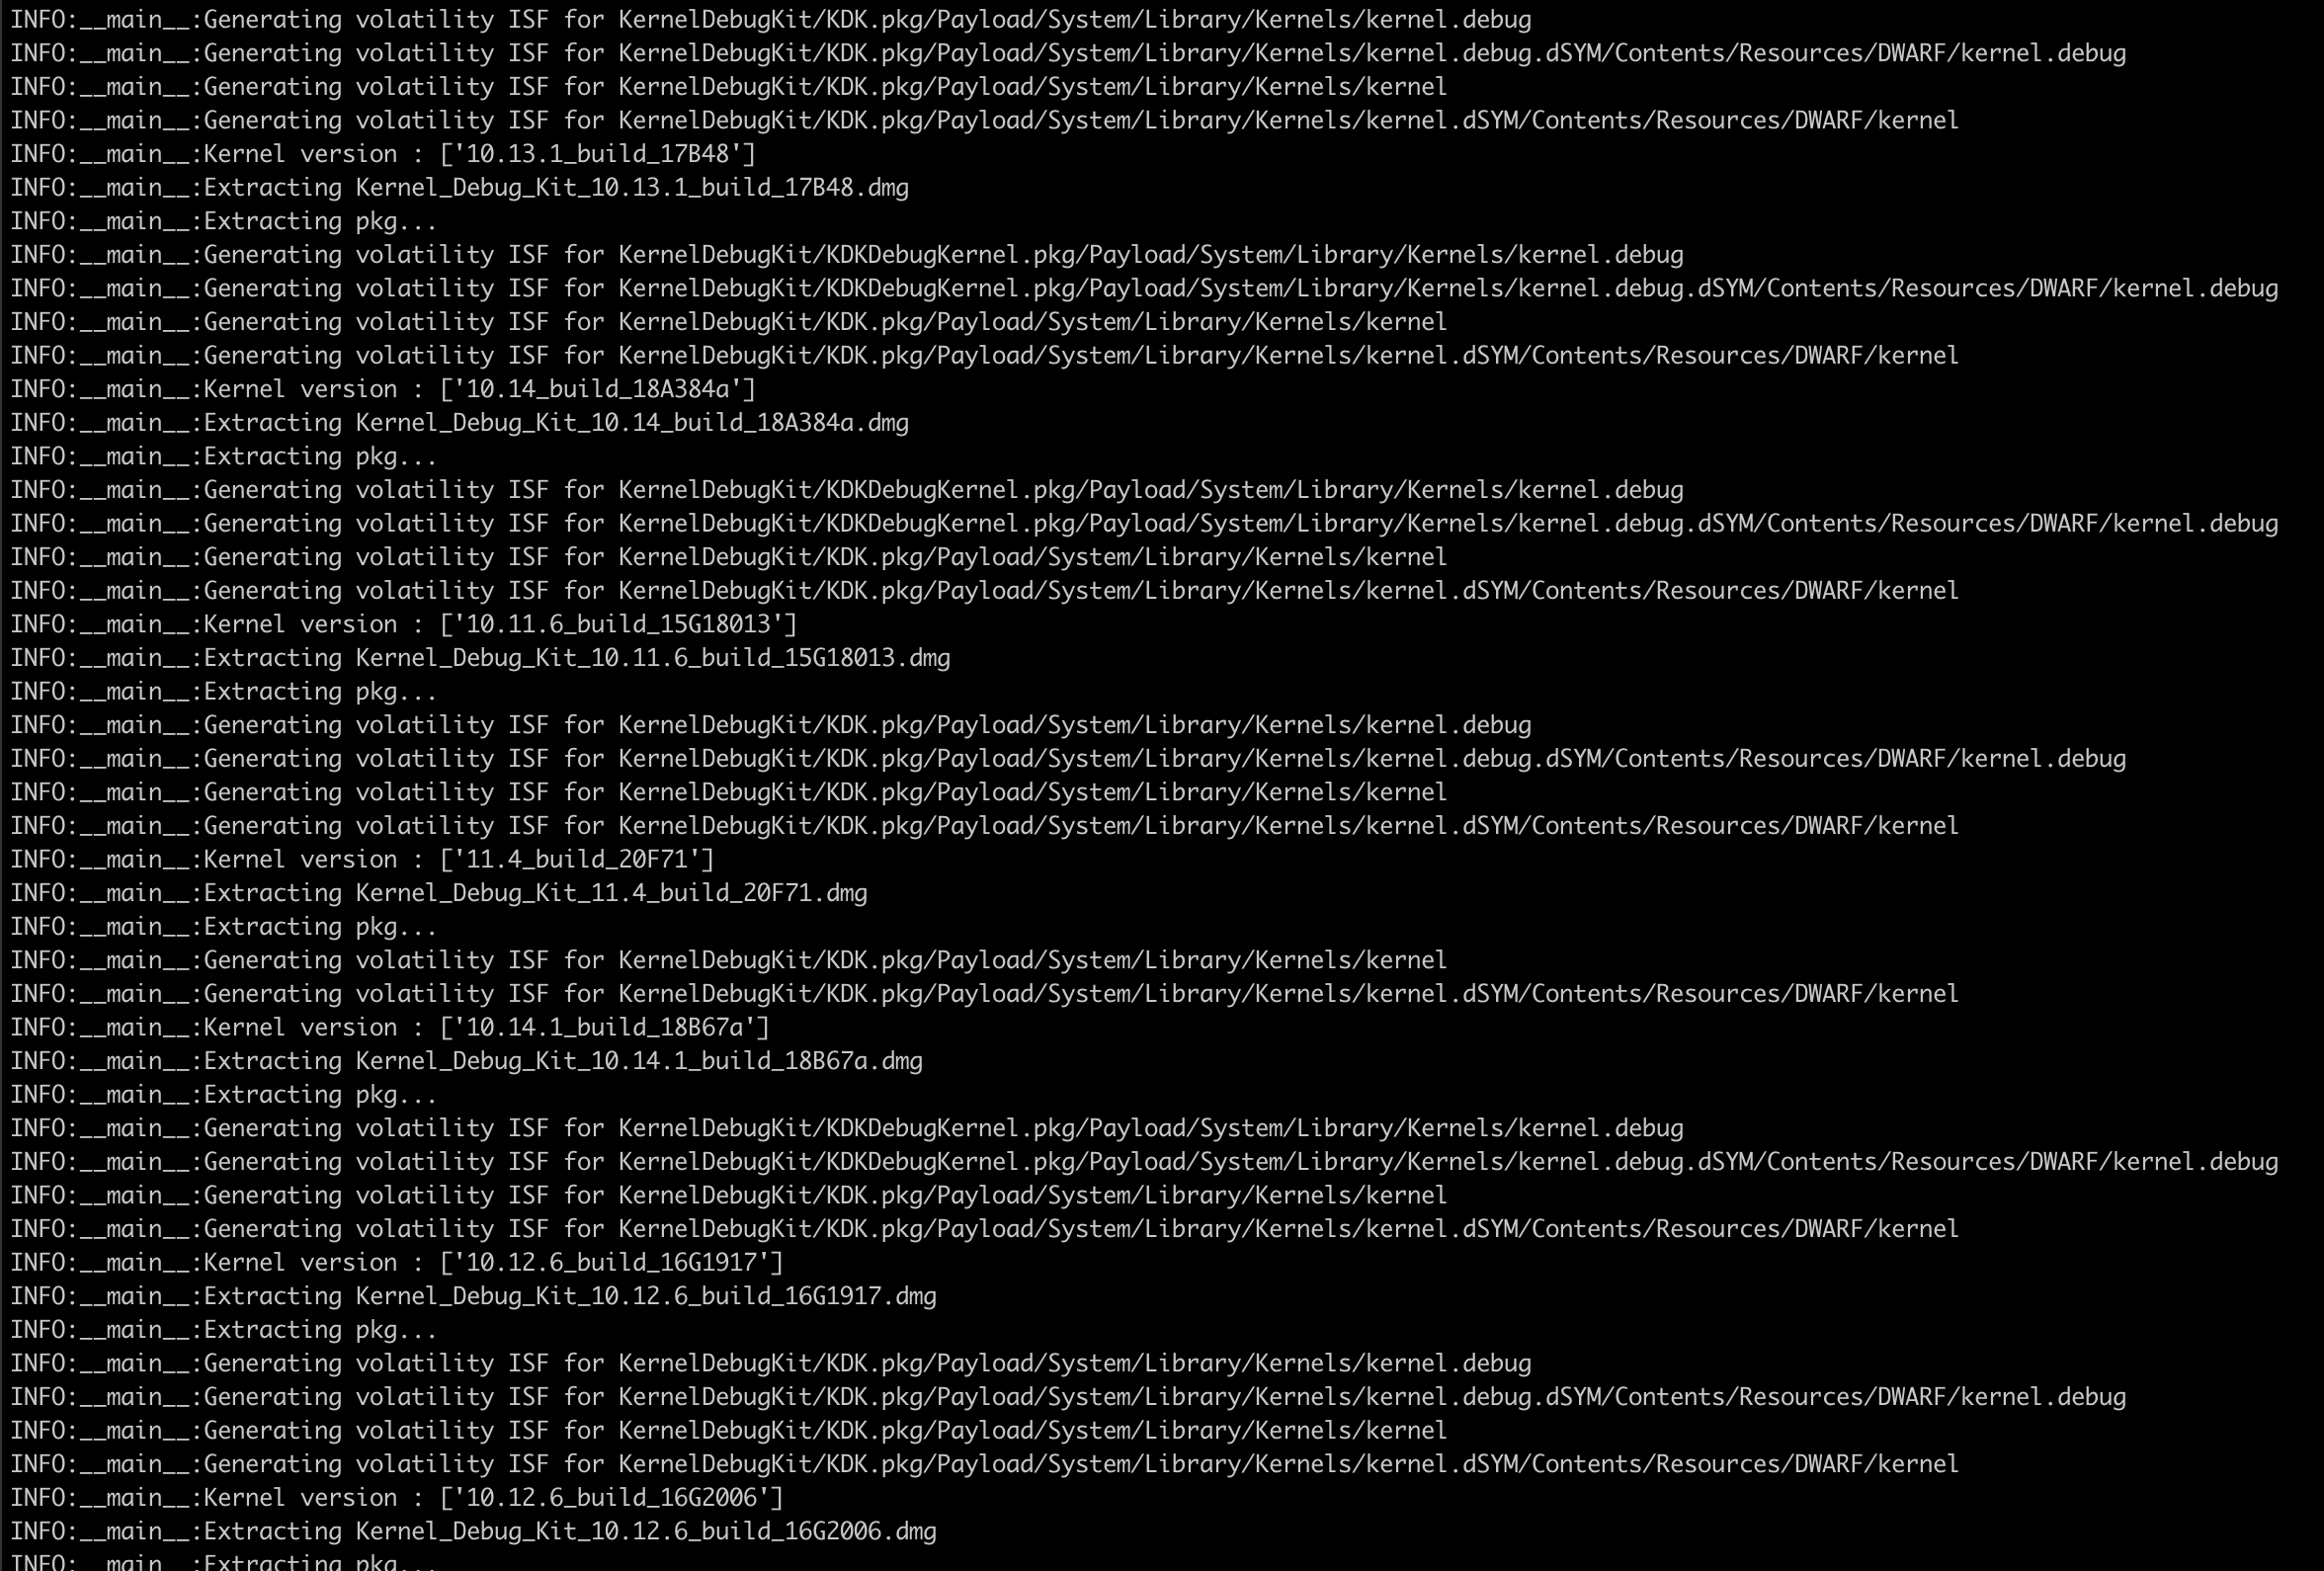 INFO:__main__:Generating volatility ISF for KernelDebugKit/KDK.pkg/Payload/System/Library/Kernels/kernel.debug
INFO:__main__:Generating volatility ISF for KernelDebugKit/KDK.pkg/Payload/System/Library/Kernels/kernel.debug.dSYM/Contents/Resources/DWARF/kernel.debug
INFO:__main__:Generating volatility ISF for KernelDebugKit/KDK.pkg/Payload/System/Library/Kernels/kernel
INFO:__main__:Generating volatility ISF for KernelDebugKit/KDK.pkg/Payload/System/Library/Kernels/kernel.dSYM/Contents/Resources/DWARF/kernel
INFO:__main__:Kernel version : ['10.13.1_build_17B48']
INFO:__main__:Extracting Kernel_Debug_Kit_10.13.1_build_17B48.dmg
INFO:__main__:Extracting pkg...
INFO:__main__:Generating volatility ISF for KernelDebugKit/KDKDebugKernel.pkg/Payload/System/Library/Kernels/kernel.debug
INFO:__main__:Generating volatility ISF for KernelDebugKit/KDKDebugKernel.pkg/Payload/System/Library/Kernels/kernel.debug.dSYM/Contents/Resources/DWARF/kernel.debug
INFO:__main__:Generating volatility ISF for KernelDebugKit/KDK.pkg/Payload/System/Library/Kernels/kernel
INFO:__main__:Generating volatility ISF for KernelDebugKit/KDK.pkg/Payload/System/Library/Kernels/kernel.dSYM/Contents/Resources/DWARF/kernel
INFO:__main__:Kernel version : ['10.14_build_18A384a']
INFO:__main__:Extracting Kernel_Debug_Kit_10.14_build_18A384a.dmg
INFO:__main__:Extracting pkg...
INFO:__main__:Generating volatility ISF for KernelDebugKit/KDKDebugKernel.pkg/Payload/System/Library/Kernels/kernel.debug
INFO:__main__:Generating volatility ISF for KernelDebugKit/KDKDebugKernel.pkg/Payload/System/Library/Kernels/kernel.debug.dSYM/Contents/Resources/DWARF/kernel.debug
INFO:__main__:Generating volatility ISF for KernelDebugKit/KDK.pkg/Payload/System/Library/Kernels/kernel
INFO:__main__:Generating volatility ISF for KernelDebugKit/KDK.pkg/Payload/System/Library/Kernels/kernel.dSYM/Contents/Resources/DWARF/kernel
INFO:__main__:Kernel version : ['10.11.6_build_15G18013']
INFO:__main__:Extracting Kernel_Debug_Kit_10.11.6_build_15G18013.dmg
INFO:__main__:Extracting pkg...
INFO:__main__:Generating volatility ISF for KernelDebugKit/KDK.pkg/Payload/System/Library/Kernels/kernel.debug
INFO:__main__:Generating volatility ISF for KernelDebugKit/KDK.pkg/Payload/System/Library/Kernels/kernel.debug.dSYM/Contents/Resources/DWARF/kernel.debug
INFO:__main__:Generating volatility ISF for KernelDebugKit/KDK.pkg/Payload/System/Library/Kernels/kernel
INFO:__main__:Generating volatility ISF for KernelDebugKit/KDK.pkg/Payload/System/Library/Kernels/kernel.dSYM/Contents/Resources/DWARF/kernel
INFO:__main__:Kernel version : ['11.4_build_20F71']
INFO:__main__:Extracting Kernel_Debug_Kit_11.4_build_20F71.dmg
INFO:__main__:Extracting pkg...
INFO:__main__:Generating volatility ISF for KernelDebugKit/KDK.pkg/Payload/System/Library/Kernels/kernel
INFO:__main__:Generating volatility ISF for KernelDebugKit/KDK.pkg/Payload/System/Library/Kernels/kernel.dSYM/Contents/Resources/DWARF/kernel
INFO:__main__:Kernel version : ['10.14.1_build_18B67a']
INFO:__main__:Extracting Kernel_Debug_Kit_10.14.1_build_18B67a.dmg
INFO:__main__:Extracting pkg...
INFO:__main__:Generating volatility ISF for KernelDebugKit/KDKDebugKernel.pkg/Payload/System/Library/Kernels/kernel.debug
INFO:__main__:Generating volatility ISF for KernelDebugKit/KDKDebugKernel.pkg/Payload/System/Library/Kernels/kernel.debug.dSYM/Contents/Resources/DWARF/kernel.debug
INFO:__main__:Generating volatility ISF for KernelDebugKit/KDK.pkg/Payload/System/Library/Kernels/kernel
INFO:__main__:Generating volatility ISF for KernelDebugKit/KDK.pkg/Payload/System/Library/Kernels/kernel.dSYM/Contents/Resources/DWARF/kernel
INFO:__main__:Kernel version : ['10.12.6_build_16G1917']
INFO:__main__:Extracting Kernel_Debug_Kit_10.12.6_build_16G1917.dmg
INFO:__main__:Extracting pkg...
INFO:__main__:Generating volatility ISF for KernelDebugKit/KDK.pkg/Payload/System/Library/Kernels/kernel.debug
INFO:__main__:Generating volatility ISF for KernelDebugKit/KDK.pkg/Payload/System/Library/Kernels/kernel.debug.dSYM/Contents/Resources/DWARF/kernel.debug
INFO:__main__:Generating volatility ISF for KernelDebugKit/KDK.pkg/Payload/System/Library/Kernels/kernel
INFO:__main__:Generating volatility ISF for KernelDebugKit/KDK.pkg/Payload/System/Library/Kernels/kernel.dSYM/Contents/Resources/DWARF/kernel
INFO:__main__:Kernel version : ['10.12.6_build_16G2006']
INFO:__main__:Extracting Kernel_Debug_Kit_10.12.6_build_16G2006.dmg
INFO:__main__:Extracting pkg...